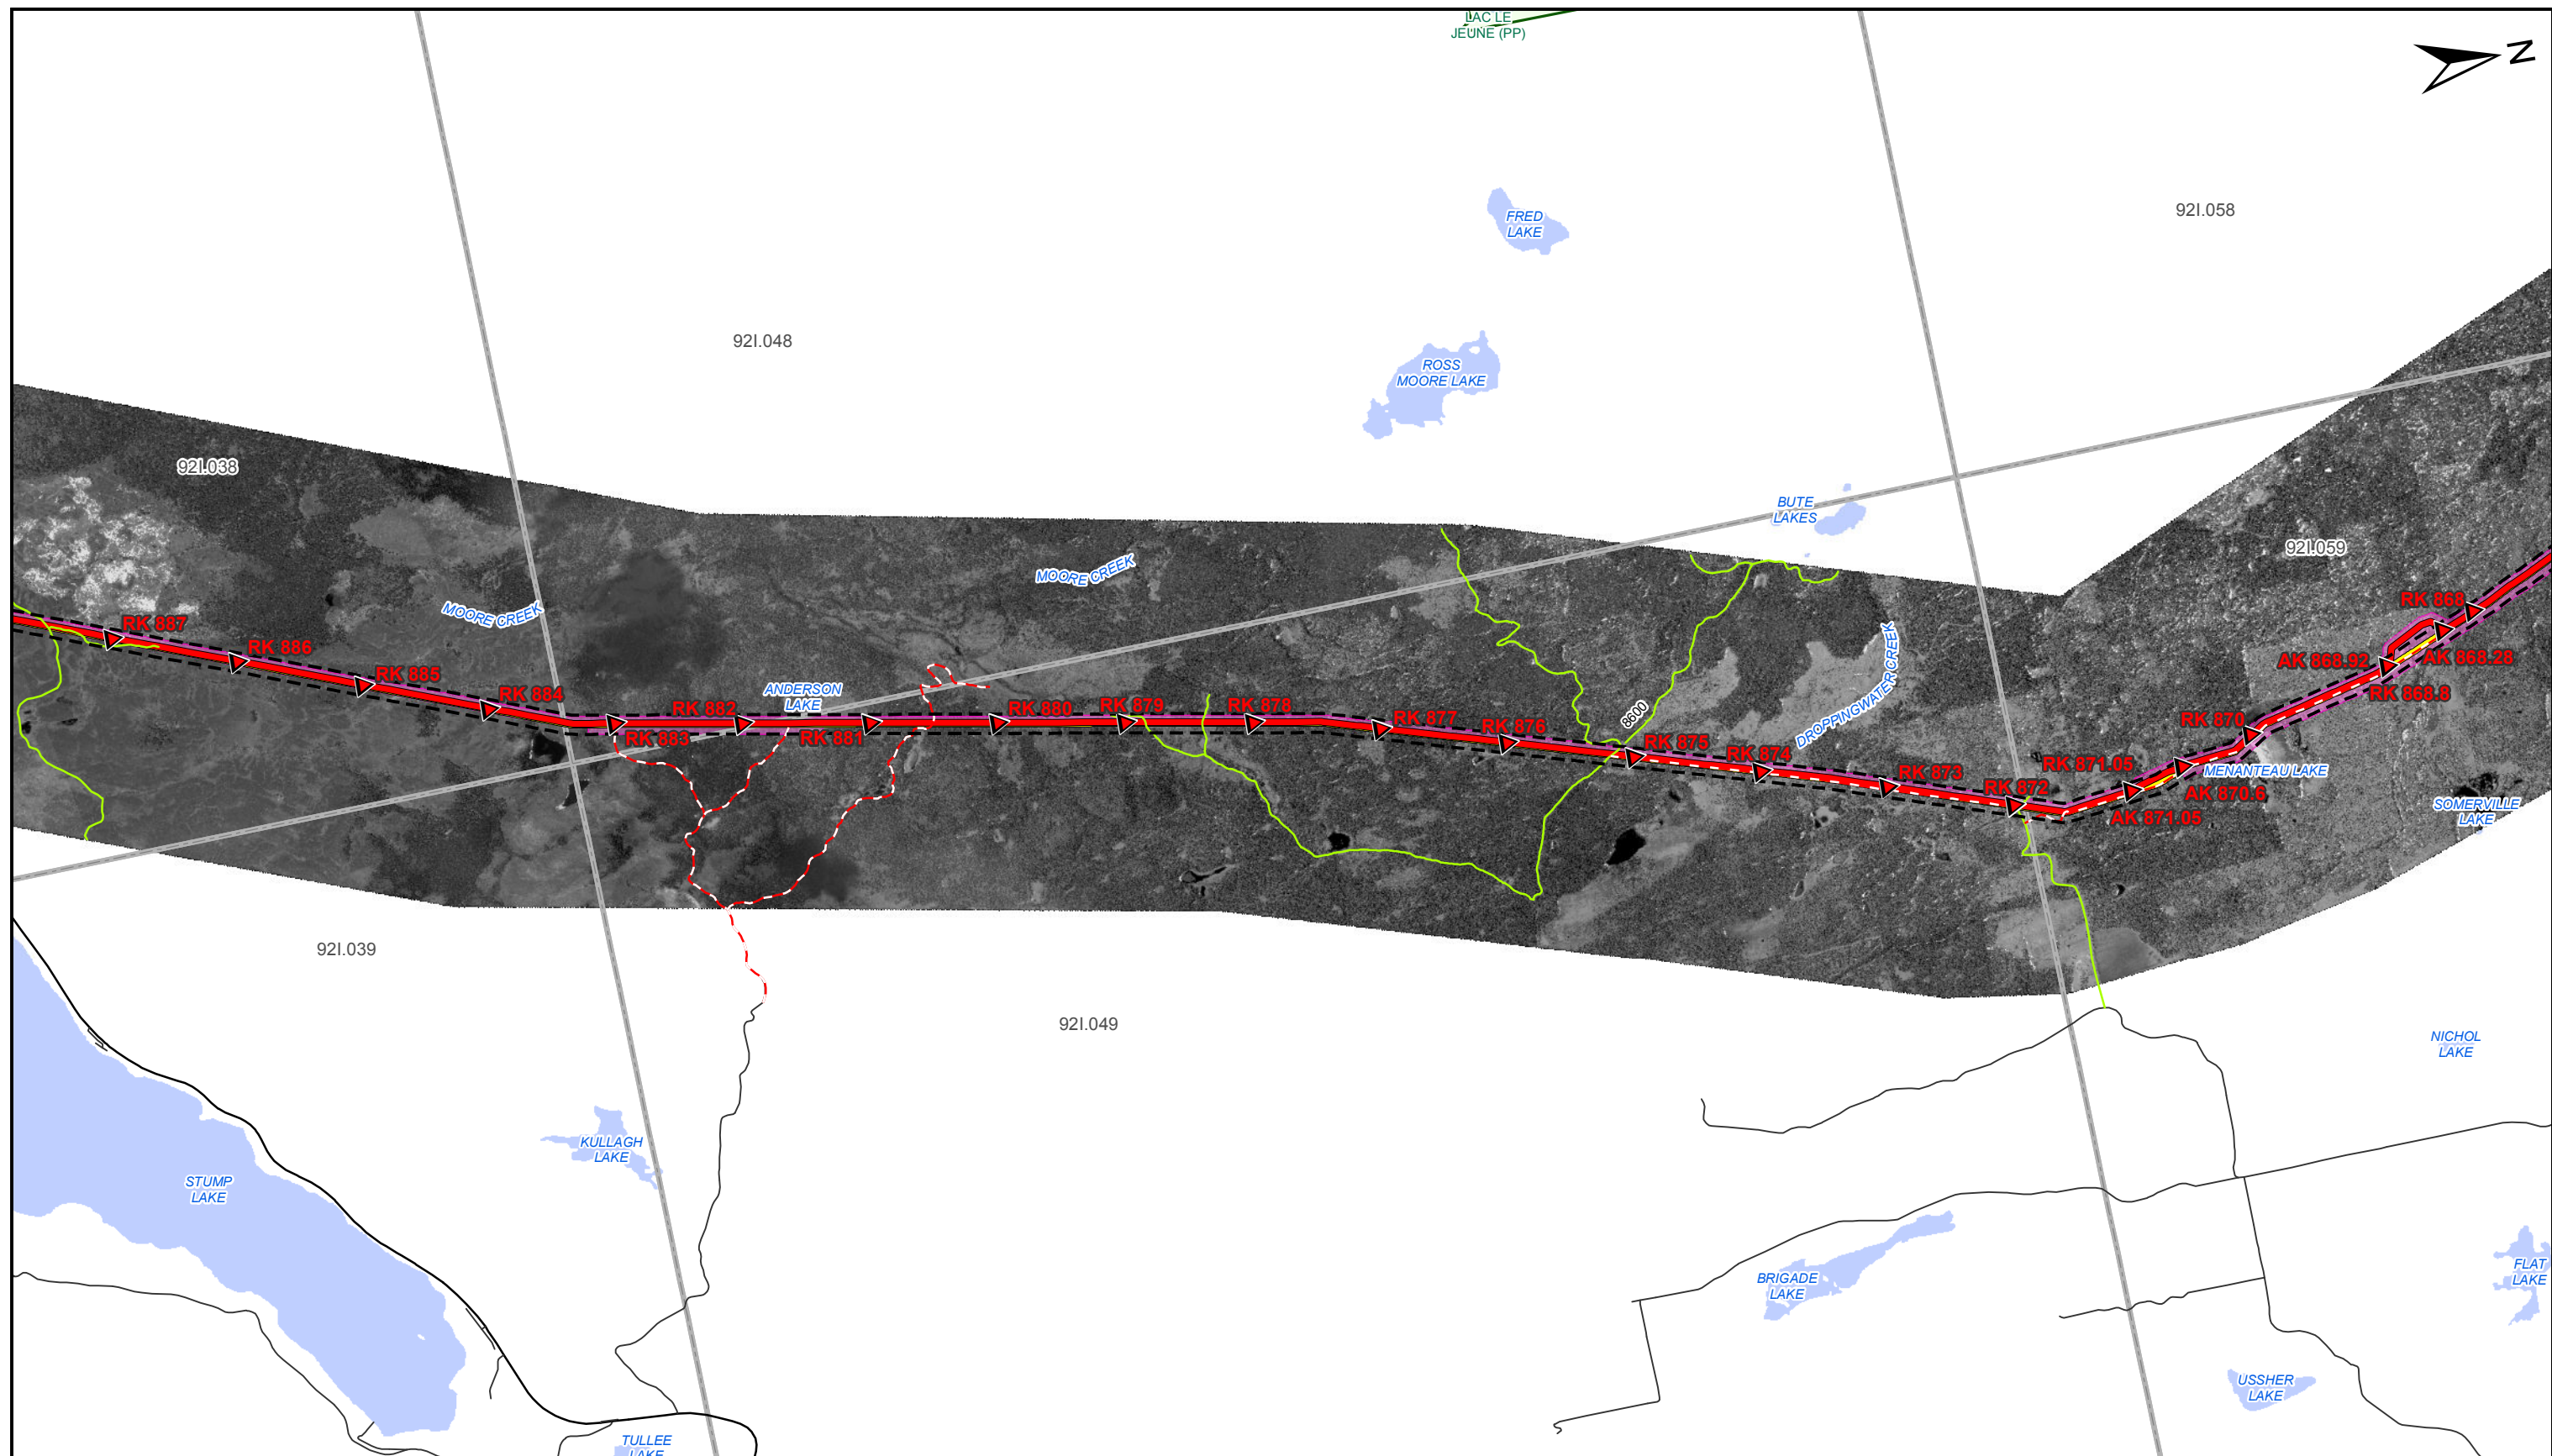 LAC LE
JEUNE (PP)
N
92I.058
FRED
LAKE
92I.048
ROSS
MOORE LAKE
92I.038
BUTE
LAKES
92I.059
MOORE CREEK
MOORE CREEK
DROPPINGWATER CREEK
8600
RK 887
RK 886
RK 885
RK 884
RK 883
RK 882
ANDERSON
LAKE
RK 881
RK 880
RK 879
RK 878
RK 877
RK 876
RK 875
RK 874
RK 873
RK 872
RK 871.05
AK 871.05
AK 870.6
RK 870
MENANTEAU LAKE
RK 868.8
AK 868.92
AK 868.28
RK 868
SOMERVILLE
LAKE
92I.039
92I.049
NICHOL
LAKE
KULLAGH
LAKE
STUMP
LAKE
BRIGADE
LAKE
FLAT
LAKE
USSHER
LAKE
TULLEE
LAKE